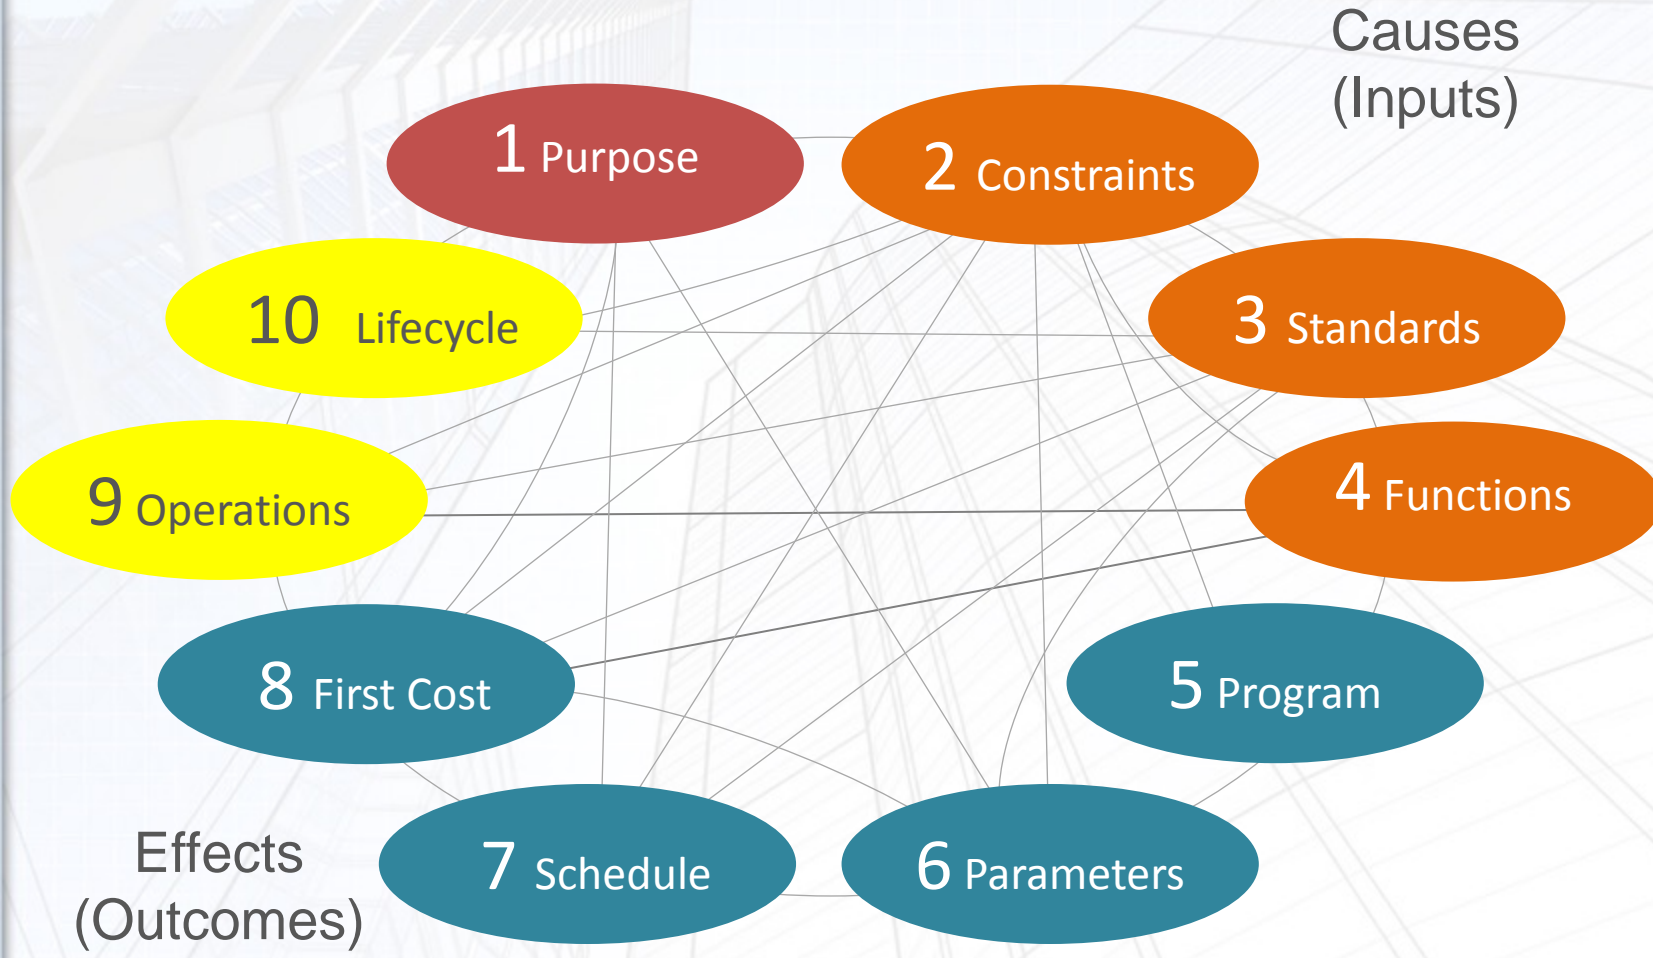 Causes
(Inputs)
1 Purpose
2 Constraints
10 Lifecycle
3 Standards
9 Operations
4 Functions
8 First Cost
5 Program
7 Schedule
6 Parameters
Effects
(Outcomes)